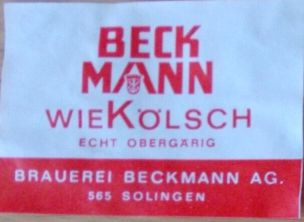 BECK
MANN
WIEKÖLSCH
ECHT OBERGÄRIG
BRAUEREI BECKMANN AG.
565 SOLINGEN